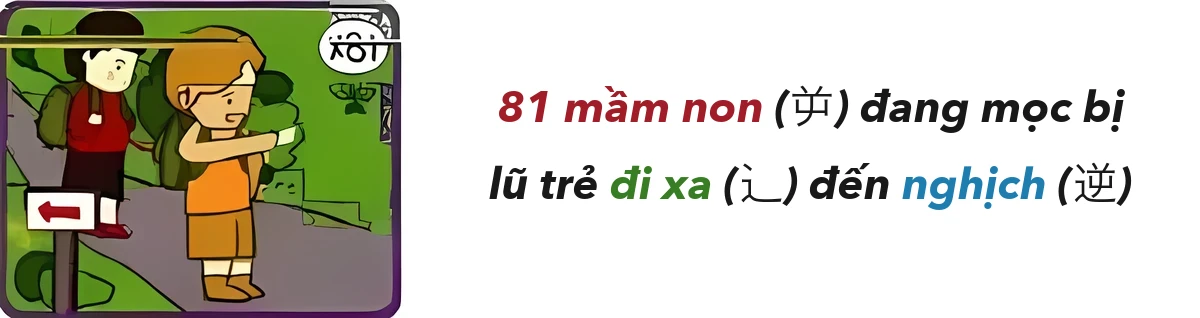 81 mầm non (屰) đang mọc bị
lũ trẻ đi xa (辶) đến nghịch (逆)